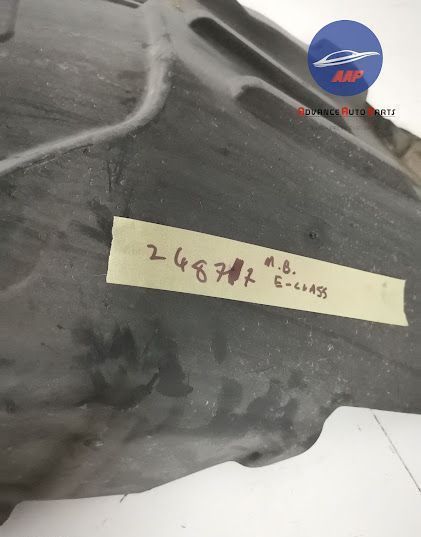 AAP
ADVANCE AUTO PARTS
M.B.
E-CLASS